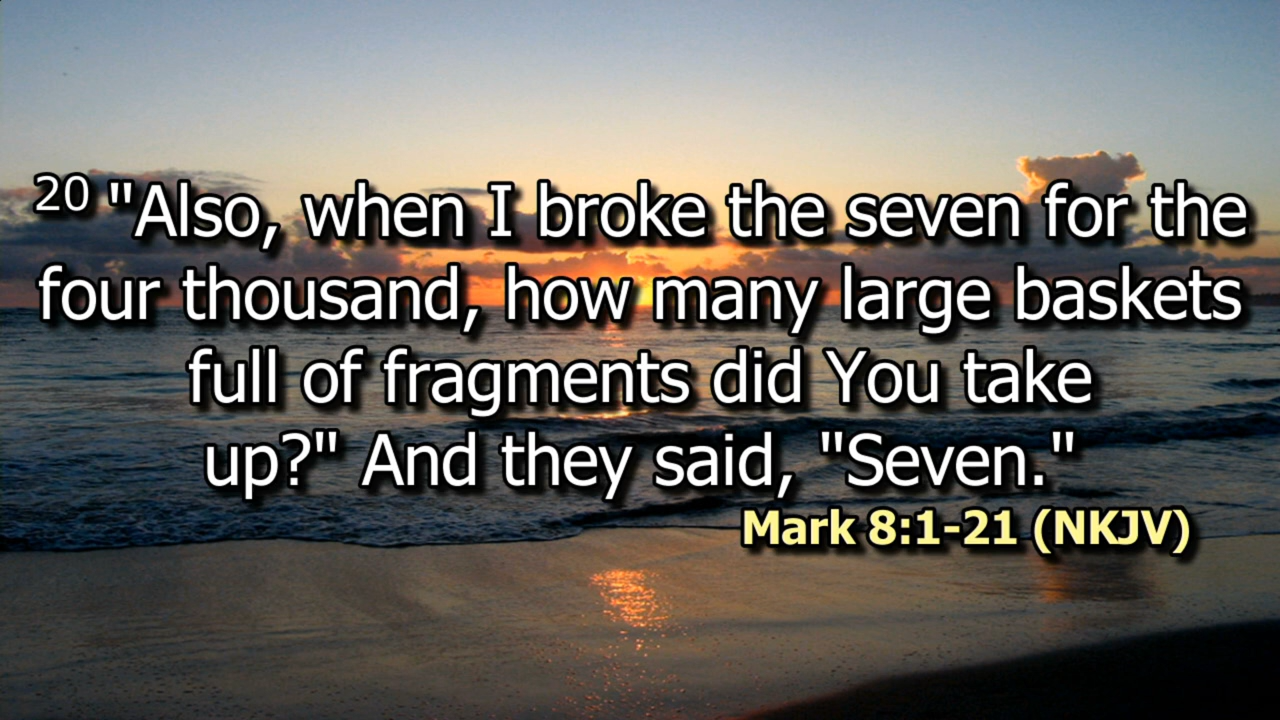 20 "Also, when I broke the seven for the
four thousand, how many large baskets
full of fragments did You take
up?" And they said, "Seven."
Mark 8:1-21 (NKJV)